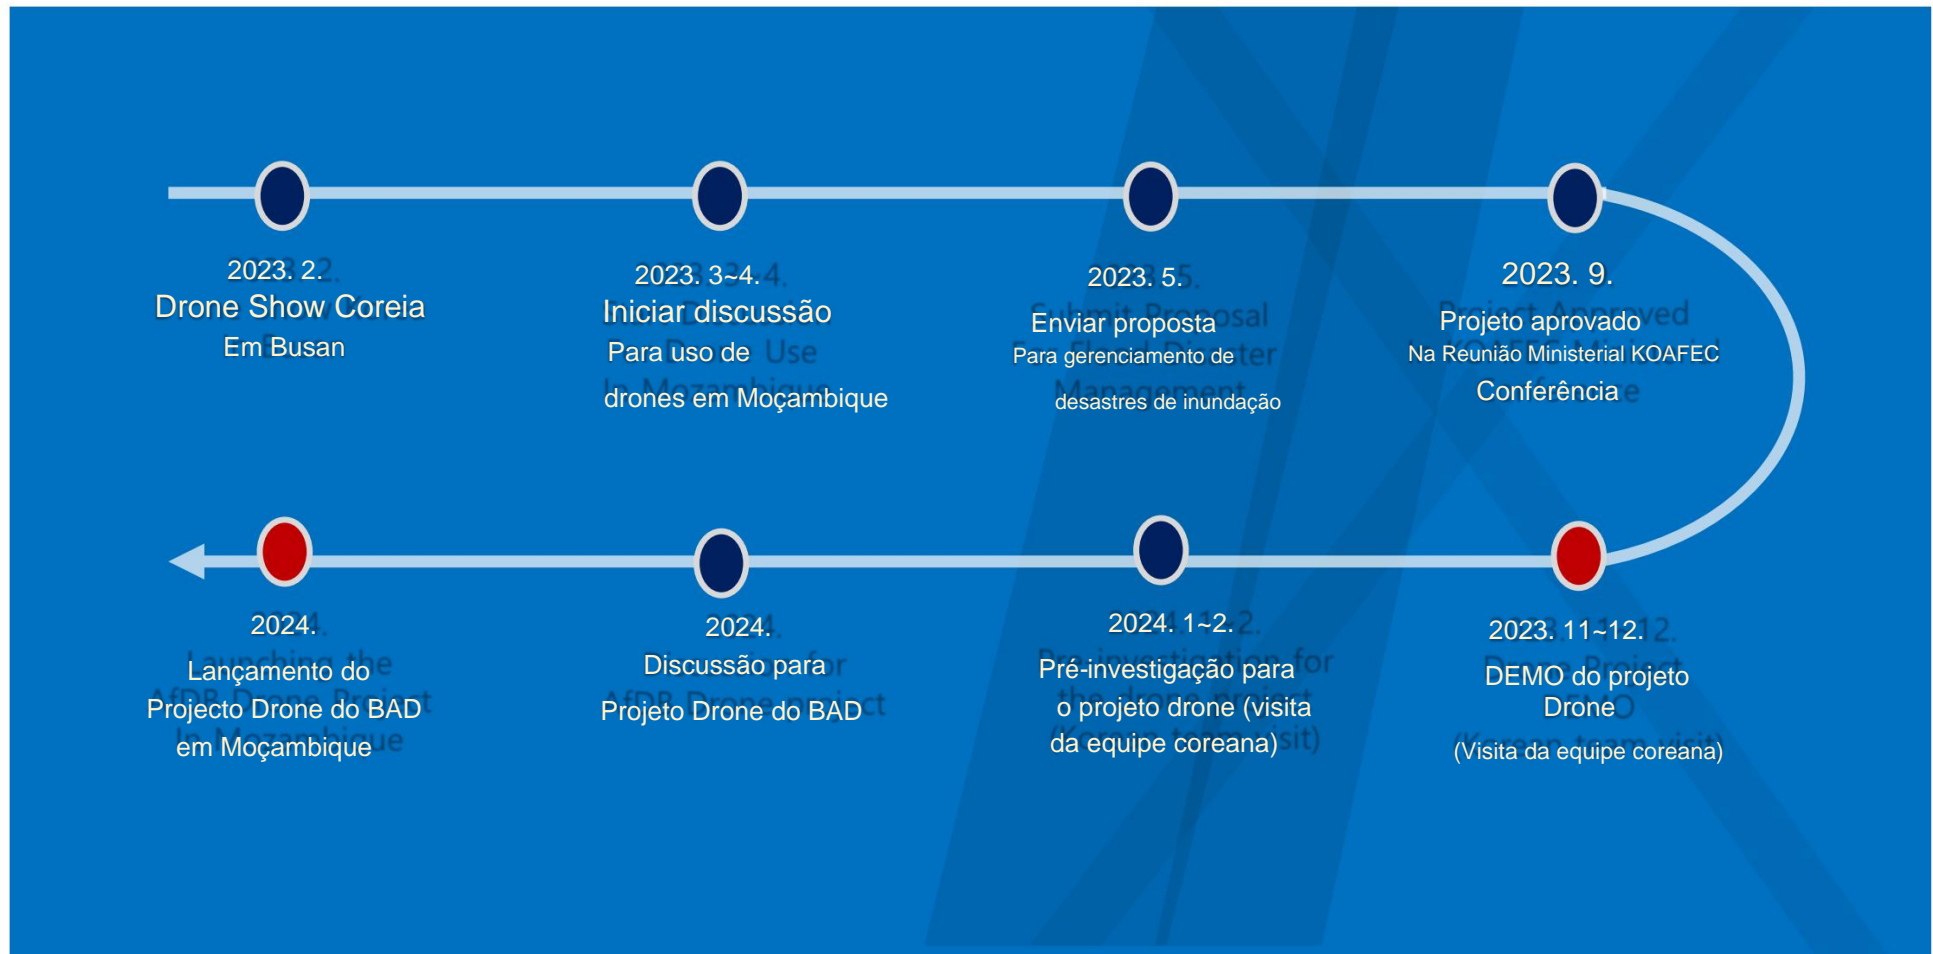 2023. 2.
Drone Show Coreia
Em Busan
2023. 3~4.
Iniciar discussão
Para uso de
drones em Moçambique
2023. 5.
Enviar proposta
Para gerenciamento de
desastres de inundação
2023. 9.
Projeto aprovado
Na Reunião Ministerial KOAFEC
Conferência
2023. 11~12.
DEMO do projeto
Drone
(Visita da equipe coreana)
2024. 1~2.
Pré-investigação para
o projeto drone (visita
da equipe coreana)
2024.
Discussão para
Projeto Drone do BAD
2024.
Lançamento do
Projecto Drone do BAD
em Moçambique